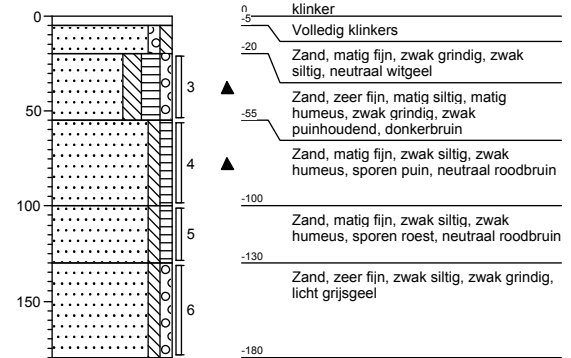 0
50
100
150
3
4
5
6
0
klinker
-5
Volledig klinkers
-20
Zand, matig fijn, zwak grindig, zwak
siltig, neutraal witgeel
Zand, zeer fijn, matig siltig, matig
humeus, zwak grindig, zwak
puinhoudend, donkerbruin
-55
Zand, matig fijn, zwak siltig, zwak
humeus, sporen puin, neutraal roodbruin
-100
Zand, matig fijn, zwak siltig, zwak
humeus, sporen roest, neutraal roodbruin
-130
Zand, zeer fijn, zwak siltig, zwak grindig,
licht grijsgeel
-180